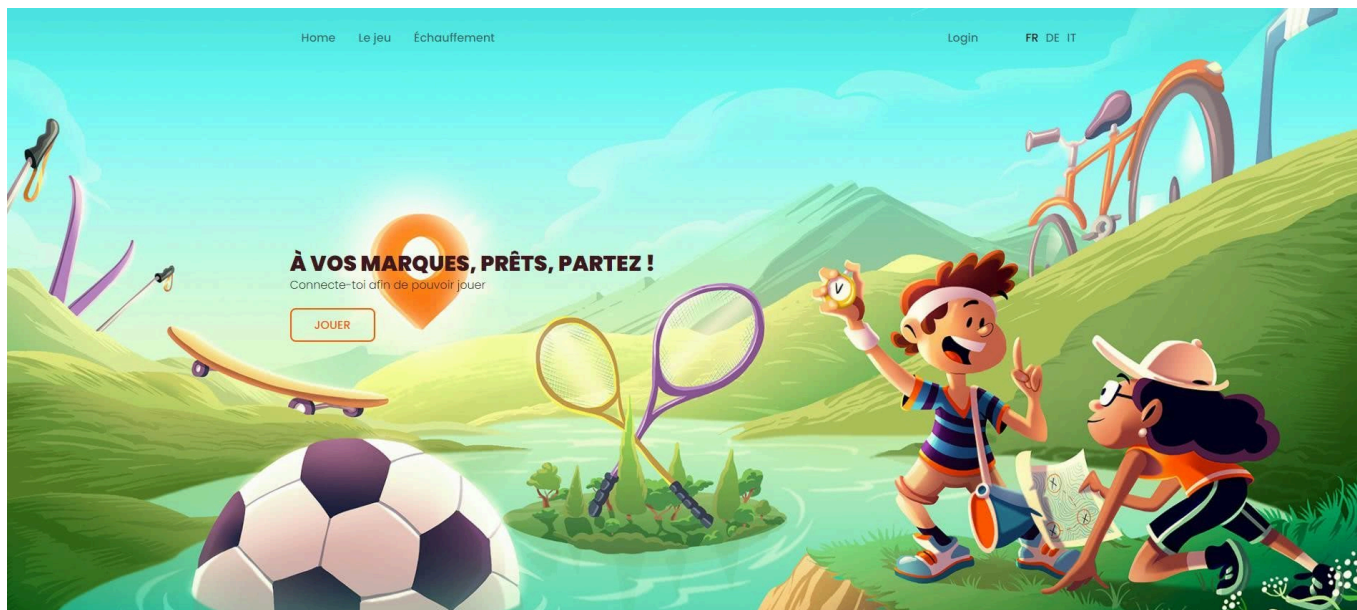 Home Le jeu Échauffement Login FR DE IT
À VOS MARQUES, PRÊTS, PARTEZ !
Connecte-toi afin de pouvoir jouer
JOUER